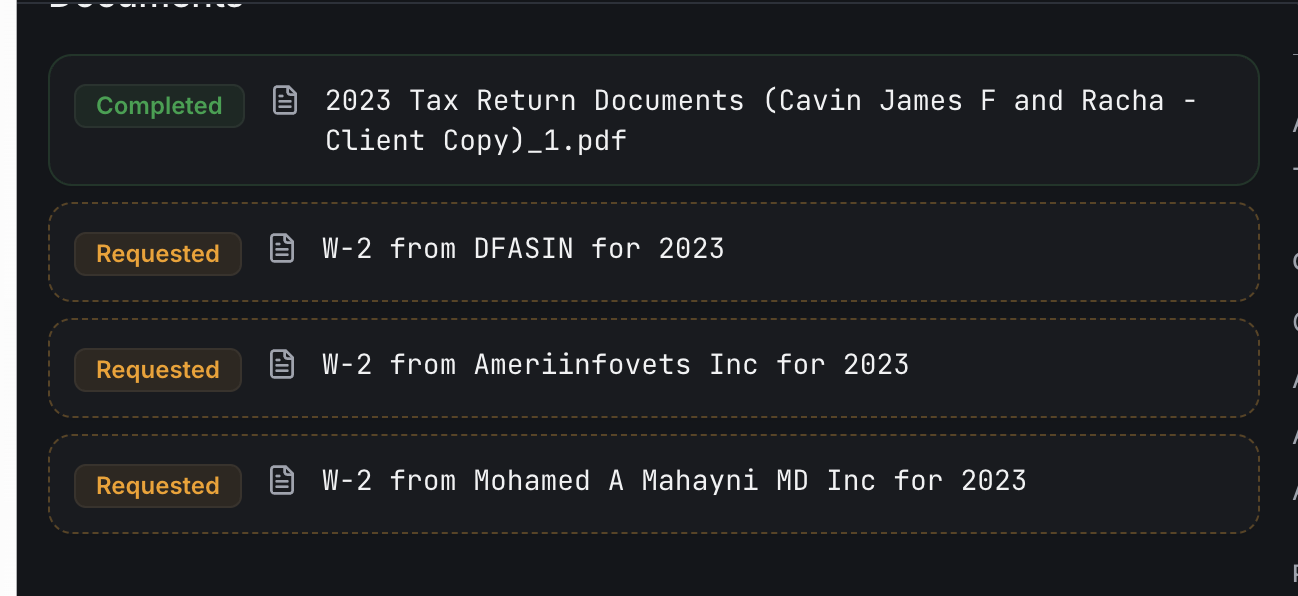 Documents
Completed
2023 Tax Return Documents (Cavin James F and Racha -
Client Copy)_1.pdf
Requested
W-2 from DFASIN for 2023
Requested
W-2 from Ameriinfovets Inc for 2023
Requested
W-2 from Mohamed A Mahayni MD Inc for 2023